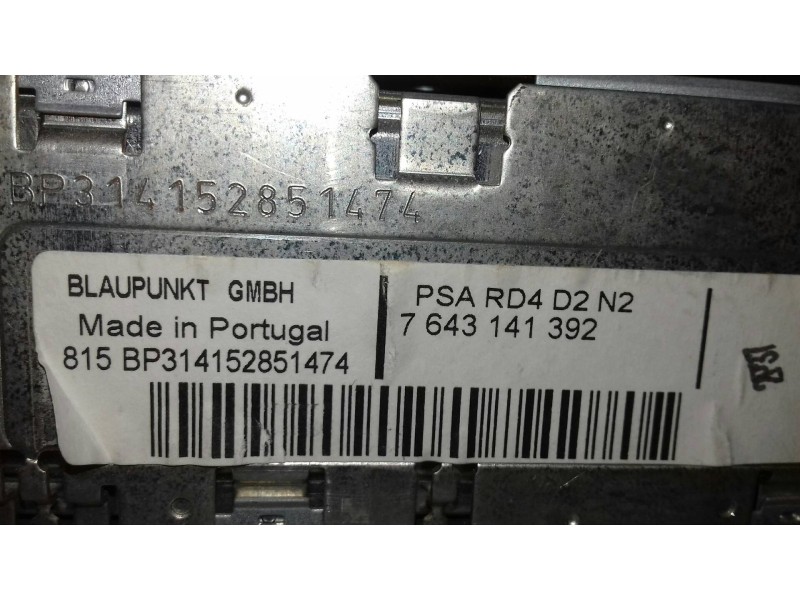 BP314152851474
BLAUPUNKT GMBH
Made in Portugal
815 BP314152851474
PSA RD4 D2 N2
7 643 141 392